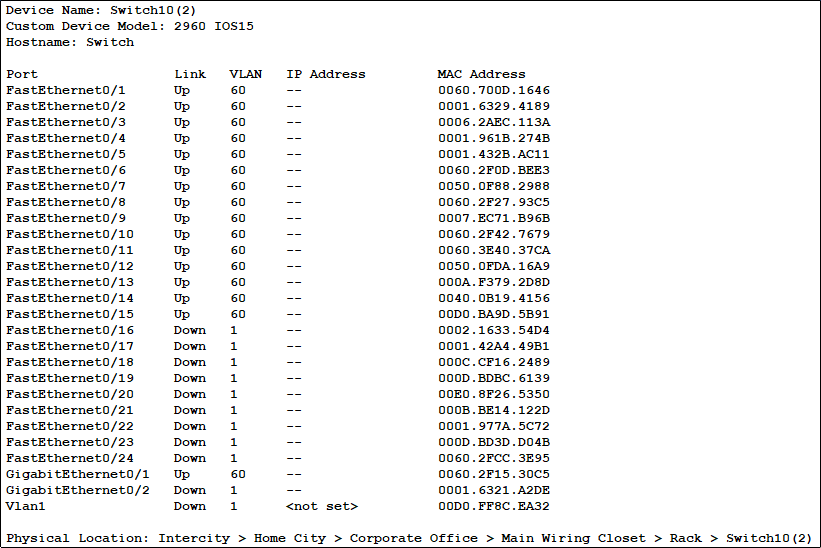 Device Name: Switch10(2)
Custom Device Model: 2960 IOS15
Hostname: Switch
Port Link VLAN IP Address MAC Address
FastEthernet0/1 Up 60 -- 0060.700D.1646
FastEthernet0/2 Up 60 -- 0001.6329.4189
FastEthernet0/3 Up 60 -- 0006.2AEC.113A
FastEthernet0/4 Up 60 -- 0001.961B.274B
FastEthernet0/5 Up 60 -- 0001.432B.AC11
FastEthernet0/6 Up 60 -- 0060.2F0D.BEE3
FastEthernet0/7 Up 60 -- 0050.0F88.2988
FastEthernet0/8 Up 60 -- 0060.2F27.93C5
FastEthernet0/9 Up 60 -- 0007.EC71.B96B
FastEthernet0/10 Up 60 -- 0060.2F42.7679
FastEthernet0/11 Up 60 -- 0060.3E40.37CA
FastEthernet0/12 Up 60 -- 0050.0FDA.16A9
FastEthernet0/13 Up 60 -- 000A.F379.2D8D
FastEthernet0/14 Up 60 -- 0040.0B19.4156
FastEthernet0/15 Up 60 -- 00D0.BA9D.5B91
FastEthernet0/16 Down 1 -- 0002.1633.54D4
FastEthernet0/17 Down 1 -- 0001.42A4.49B1
FastEthernet0/18 Down 1 -- 000C.CF16.2489
FastEthernet0/19 Down 1 -- 000D.BDBC.6139
FastEthernet0/20 Down 1 -- 00E0.8F26.5350
FastEthernet0/21 Down 1 -- 000B.BE14.122D
FastEthernet0/22 Down 1 -- 0001.977A.5C72
FastEthernet0/23 Down 1 -- 000D.BD3D.D04B
FastEthernet0/24 Down 1 -- 0060.2FCC.3E95
GigabitEthernet0/1 Up 60 -- 0060.2F15.30C5
GigabitEthernet0/2 Down 1 -- 0001.6321.A2DE
Vlan1 Down 1 <not set> 00D0.FF8C.EA32
Physical Location: Intercity > Home City > Corporate Office > Main Wiring Closet > Rack > Switch10(2)